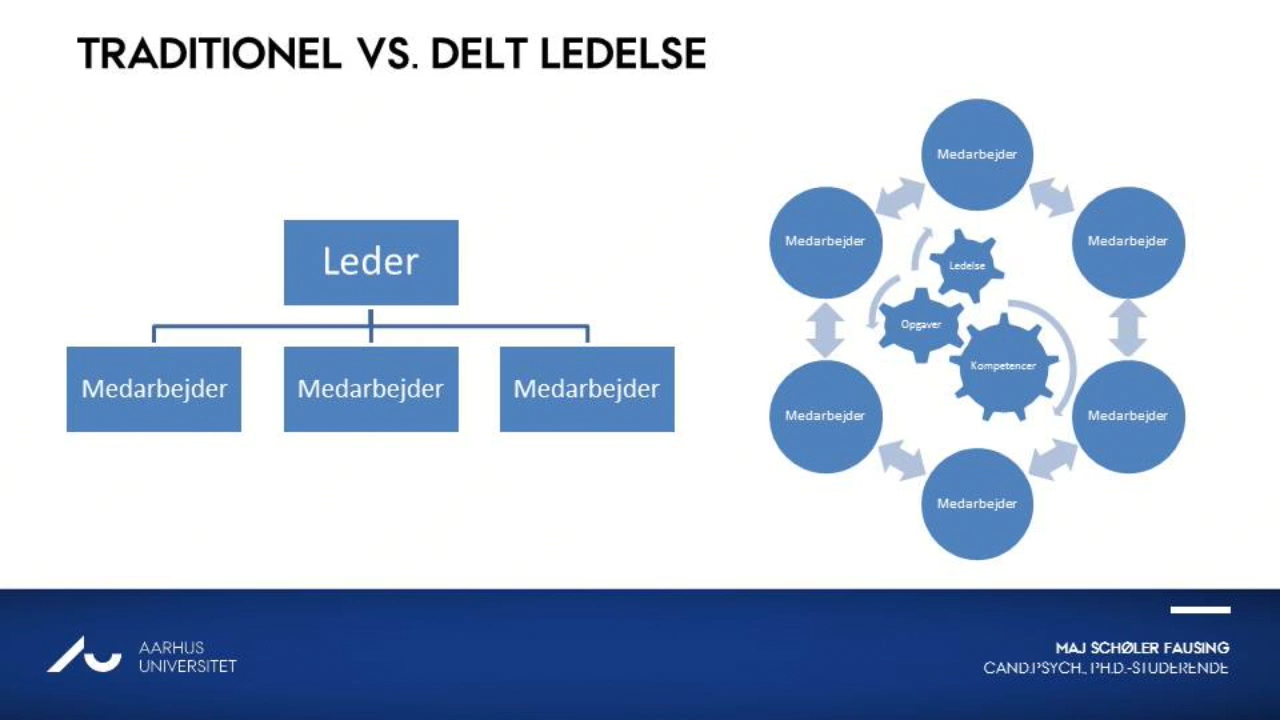 TRADITIONEL VS. DELT LEDELSE
Leder
Medarbejder
Medarbejder
Medarbejder
Medarbejder
Medarbejder
Medarbejder
Ledelse
Opgaver
Kompetencer
Medarbejder
Medarbejder
Medarbejder
AARHUS
UNIVERSITET
MAJ SCHØLER FAUSING
CAND.PSYCH., PH.D.-STUDERENDE